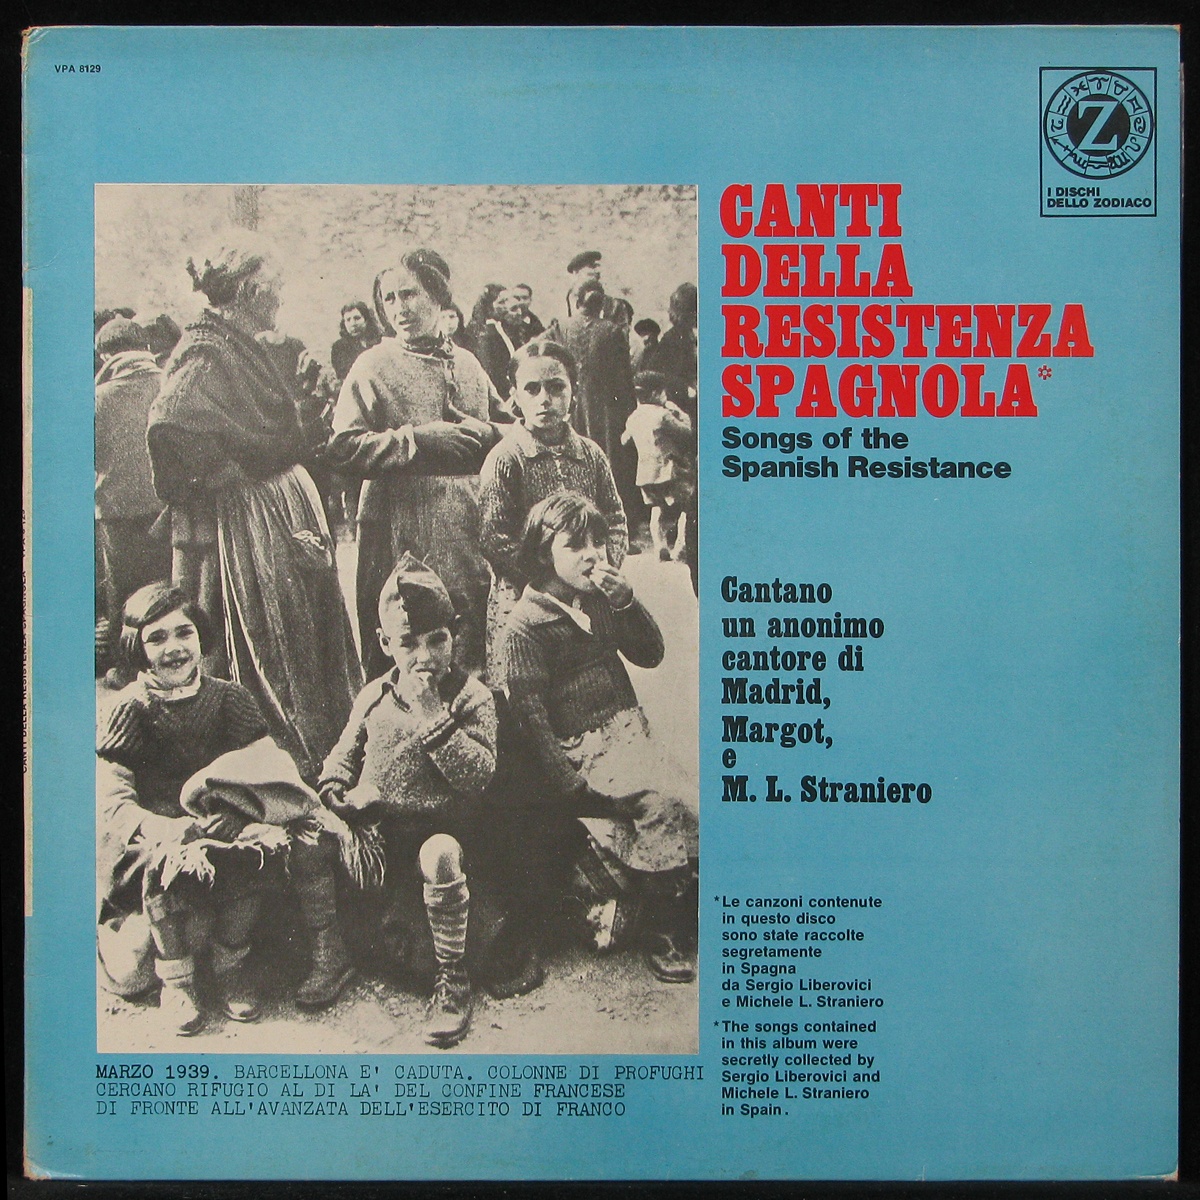 VPA 8129
I DISCHI
DELLO ZODIACO
Z
CANTI
DELLA
RESISTENZA
SPAGNOLA*
Songs of the
Spanish Resistance
Cantano
un anonimo
cantore di
Madrid,
Margot,
e
M. L. Straniero
*Le canzoni contenute
in questo disco
sono state raccolte
segretamente
in Spagna
da Sergio Liberovici
e Michele L. Straniero
*The songs contained
in this album were
secretly collected by
Sergio Liberovici and
Michele L. Straniero
in Spain.
MARZO 1939. BARCELLONA E' CADUTA. COLONNE DI PROFUGHI
CERCANO RIFUGIO AL DI LA' DEL CONFINE FRANCESE
DI FRONTE ALL'AVANZATA DELL'ESERCITO DI FRANCO
CANTI DELLA RESISTENZA SPAGNOLA